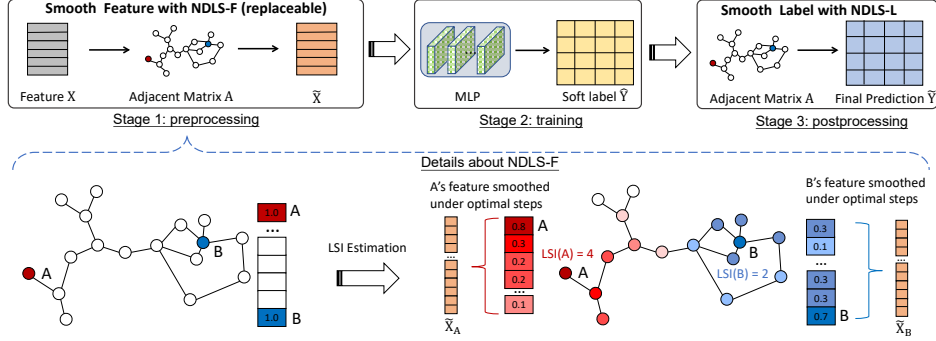 Smooth Feature with NDLS-F (replaceable)
Feature X
Adjacent Matrix A
X̃
Stage 1: preprocessing
...
MLP
Soft label Ŷ
Stage 2: training
Smooth Label with NDLS-L
Adjacent Matrix A
Final Prediction Ỹ
Stage 3: postprocessing
Details about NDLS-F
A
B
1.0
A
...
1.0
B
LSI Estimation
A's feature smoothed
under optimal steps
...
X̃A
A
0.8
0.3
0.2
0.2
...
0.1
LSI(A) = 4
A
B
LSI(B) = 2
B's feature smoothed
under optimal steps
0.3
0.1
...
0.3
0.3
0.7
B
...
X̃B